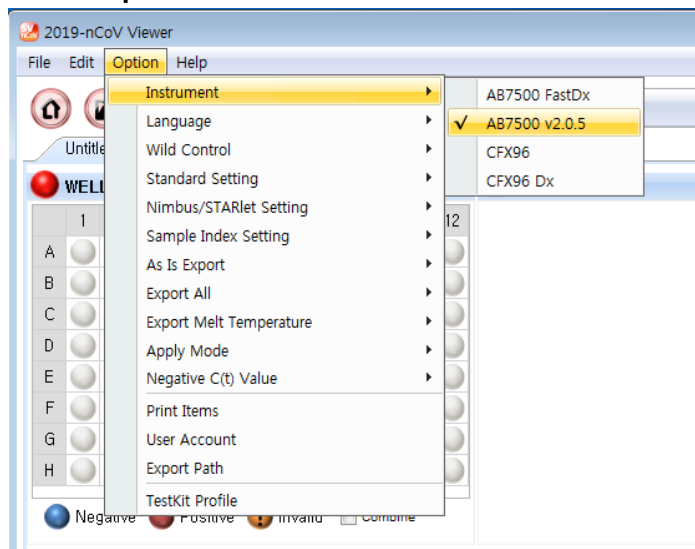 2019-nCoV Viewer
File Edit Option Help
Instrument
AB7500 FastDx
Language
✓ AB7500 v2.0.5
Wild Control
CFX96
Standard Setting
CFX96 Dx
Nimbus/STARlet Setting
Sample Index Setting
As Is Export
Export All
Export Melt Temperature
Apply Mode
Negative C(t) Value
Print Items
User Account
Export Path
TestKit Profile
1 12
A
B
C
D
E
F
G
H
Negative Positive Invalid Combine